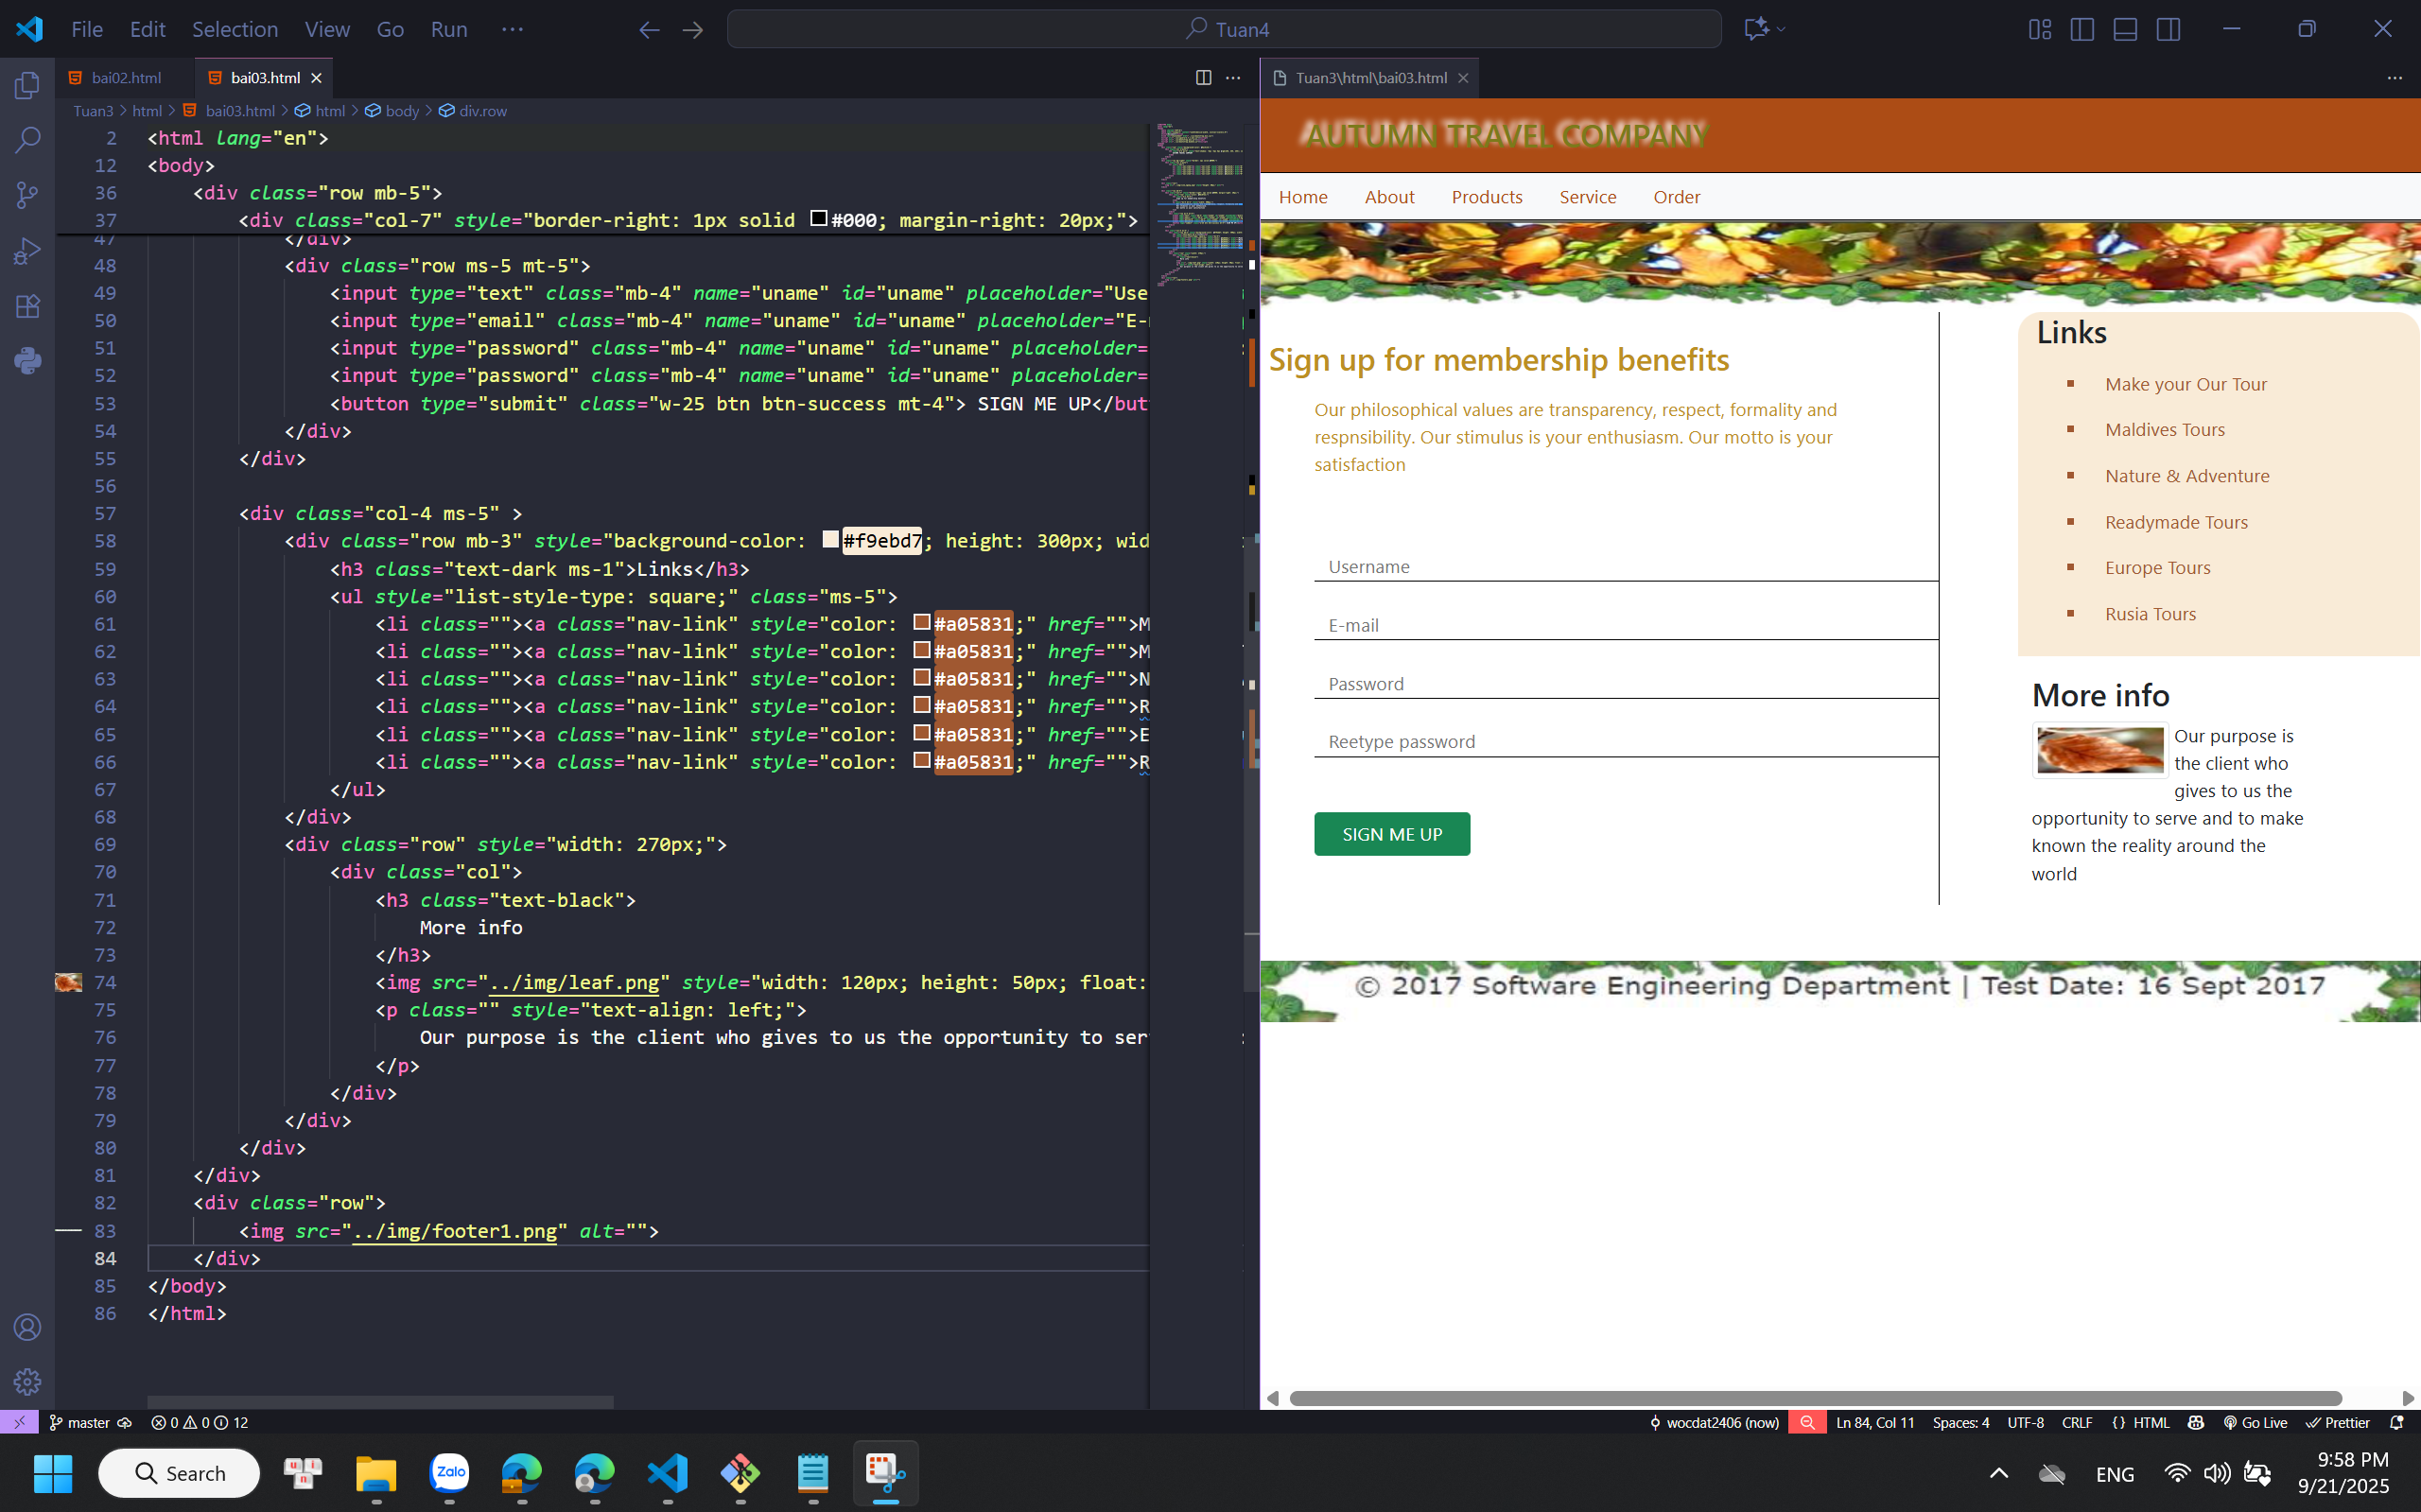 File Edit Selection View Go Run ··· Tuan4
bai02.html bai03.html
Tuan3 > html > bai03.html > html > body > div.row
2 <html lang="en">
12 <body>
36 <div class="row mb-5">
37 <div class="col-7" style="border-right: 1px solid #000; margin-right: 20px;">
47 </div>
48 <div class="row ms-5 mt-5">
49 <input type="text" class="mb-4" name="uname" id="uname" placeholder="Use
50 <input type="email" class="mb-4" name="uname" id="uname" placeholder="E-
51 <input type="password" class="mb-4" name="uname" id="uname" placeholder=
52 <input type="password" class="mb-4" name="uname" id="uname" placeholder=
53 <button type="submit" class="w-25 btn btn-success mt-4"> SIGN ME UP</but
54 </div>
55 </div>
56
57 <div class="col-4 ms-5" >
58 <div class="row mb-3" style="background-color: #f9ebd7; height: 300px; wid
59 <h3 class="text-dark ms-1">Links</h3>
60 <ul style="list-style-type: square;" class="ms-5">
61 <li class=""><a class="nav-link" style="color: #a05831;" href="">M
62 <li class=""><a class="nav-link" style="color: #a05831;" href="">M
63 <li class=""><a class="nav-link" style="color: #a05831;" href="">N
64 <li class=""><a class="nav-link" style="color: #a05831;" href="">R
65 <li class=""><a class="nav-link" style="color: #a05831;" href="">E
66 <li class=""><a class="nav-link" style="color: #a05831;" href="">R
67 </ul>
68 </div>
69 <div class="row" style="width: 270px;">
70 <div class="col">
71 <h3 class="text-black">
72 More info
73 </h3>
74 <img src="../img/leaf.png" style="width: 120px; height: 50px; float:
75 <p class="" style="text-align: left;">
76 Our purpose is the client who gives to us the opportunity to ser
77 </p>
78 </div>
79 </div>
80 </div>
81 </div>
82 <div class="row">
83 <img src="../img/footer1.png" alt="">
84 </div>
85 </body>
86 </html>
Tuan3\html\bai03.html
AUTUMN TRAVEL COMPANY
Home About Products Service Order
Sign up for membership benefits
Our philosophical values are transparency, respect, formality and
respnsibility. Our stimulus is your enthusiasm. Our motto is your
satisfaction
Username
E-mail
Password
Reetype password
SIGN ME UP
Links
Make your Our Tour
Maldives Tours
Nature & Adventure
Readymade Tours
Europe Tours
Rusia Tours
More info
Our purpose is
the client who
gives to us the
opportunity to serve and to make
known the reality around the
world
© 2017 Software Engineering Department | Test Date: 16 Sept 2017
master 0 0 12 wocdat2406 (now) Ln 84, Col 11 Spaces: 4 UTF-8 CRLF {} HTML Go Live Prettier
Search Zalo ENG 9:58 PM
9/21/2025